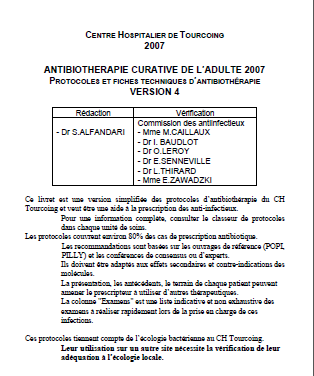 CENTRE HOSPITALIER DE TOURCOING
2007
ANTIBIOTHERAPIE CURATIVE DE L'ADULTE 2007
PROTOCOLES ET FICHES TECHNIQUES D'ANTIBIOTHÉRAPIE
VERSION 4
Rédaction
Vérification
- Dr S.ALFANDARI
Commission des antiinfectieux
- Mme M.CAILLAUX
- Dr I. BAUDLOT
- Dr O.LEROY
- Dr E.SENNEVILLE
- Dr L.THIRARD
- Mme E.ZAWADZKI
Ce livret est une version simplifiée des protocoles d'antibiothérapie du CH
Tourcoing et veut être une aide à la prescription des anti-infectieux.
Pour une information complète, consulter le classeur de protocoles
dans chaque unité de soins.
Les protocoles couvrent environ 80% des cas de prescription antibiotique.
Les recommandations sont basées sur les ouvrages de référence (POPI,
PILLY) et les conférences de consensus ou d'experts.
Ils doivent être adaptés aux effets secondaires et contre-indications des
molécules.
La présentation, les antécédents, le terrain de chaque patient peuvent
amener le prescripteur à utiliser d'autres thérapeutiques.
La colonne "Examens" est une liste indicative et non exhaustive des
examens à réaliser rapidement lors de la prise en charge de ces
infections.
Ces protocoles tiennent compte de l'écologie bactérienne au CH Tourcoing.
Leur utilisation sur un autre site nécessite la vérification de leur
adéquation à l'écologie locale.